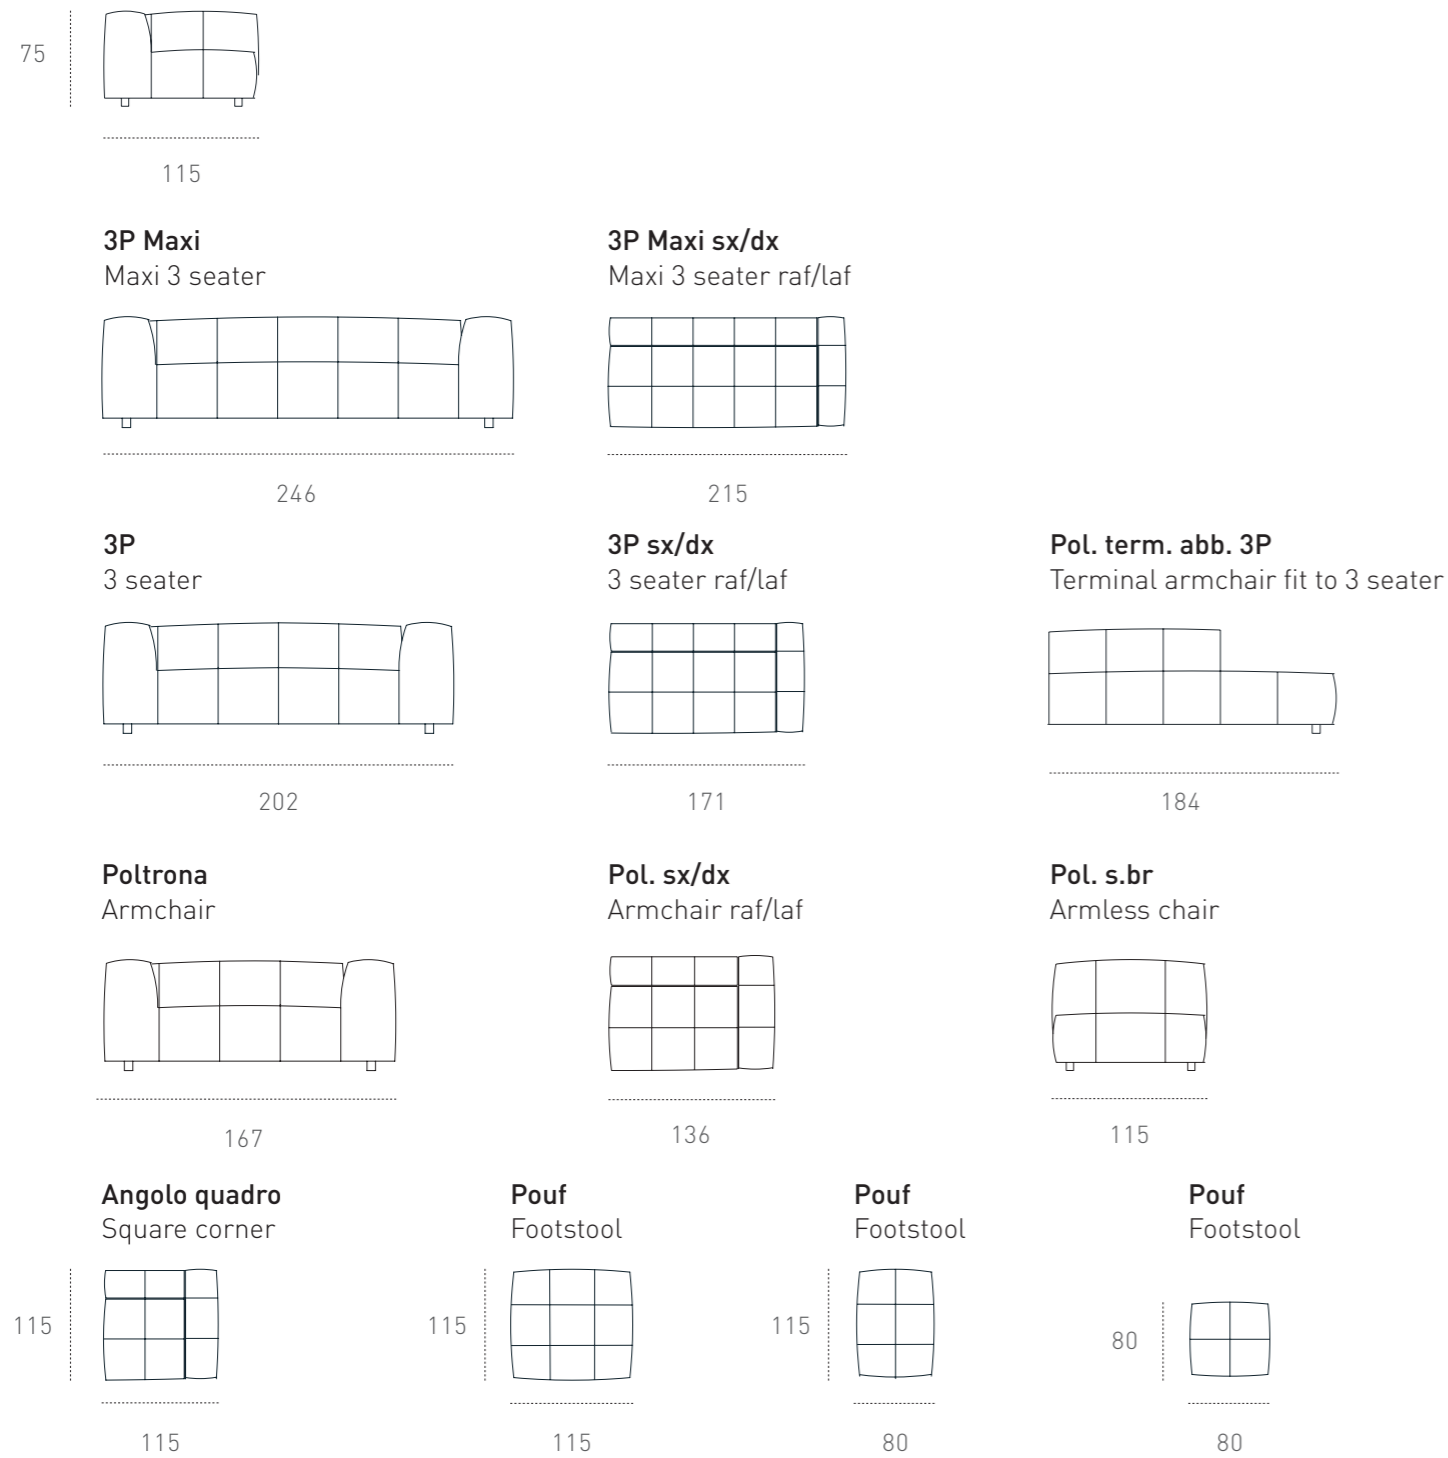 75
115
3P Maxi
Maxi 3 seater
246
3P Maxi sx/dx
Maxi 3 seater raf/laf
215
3P
3 seater
202
3P sx/dx
3 seater raf/laf
171
Pol. term. abb. 3P
Terminal armchair fit to 3 seater
184
Poltrona
Armchair
167
Pol. sx/dx
Armchair raf/laf
136
Pol. s.br
Armless chair
115
Angolo quadro
Square corner
115
115
Pouf
Footstool
115
115
Pouf
Footstool
115
80
Pouf
Footstool
80
80